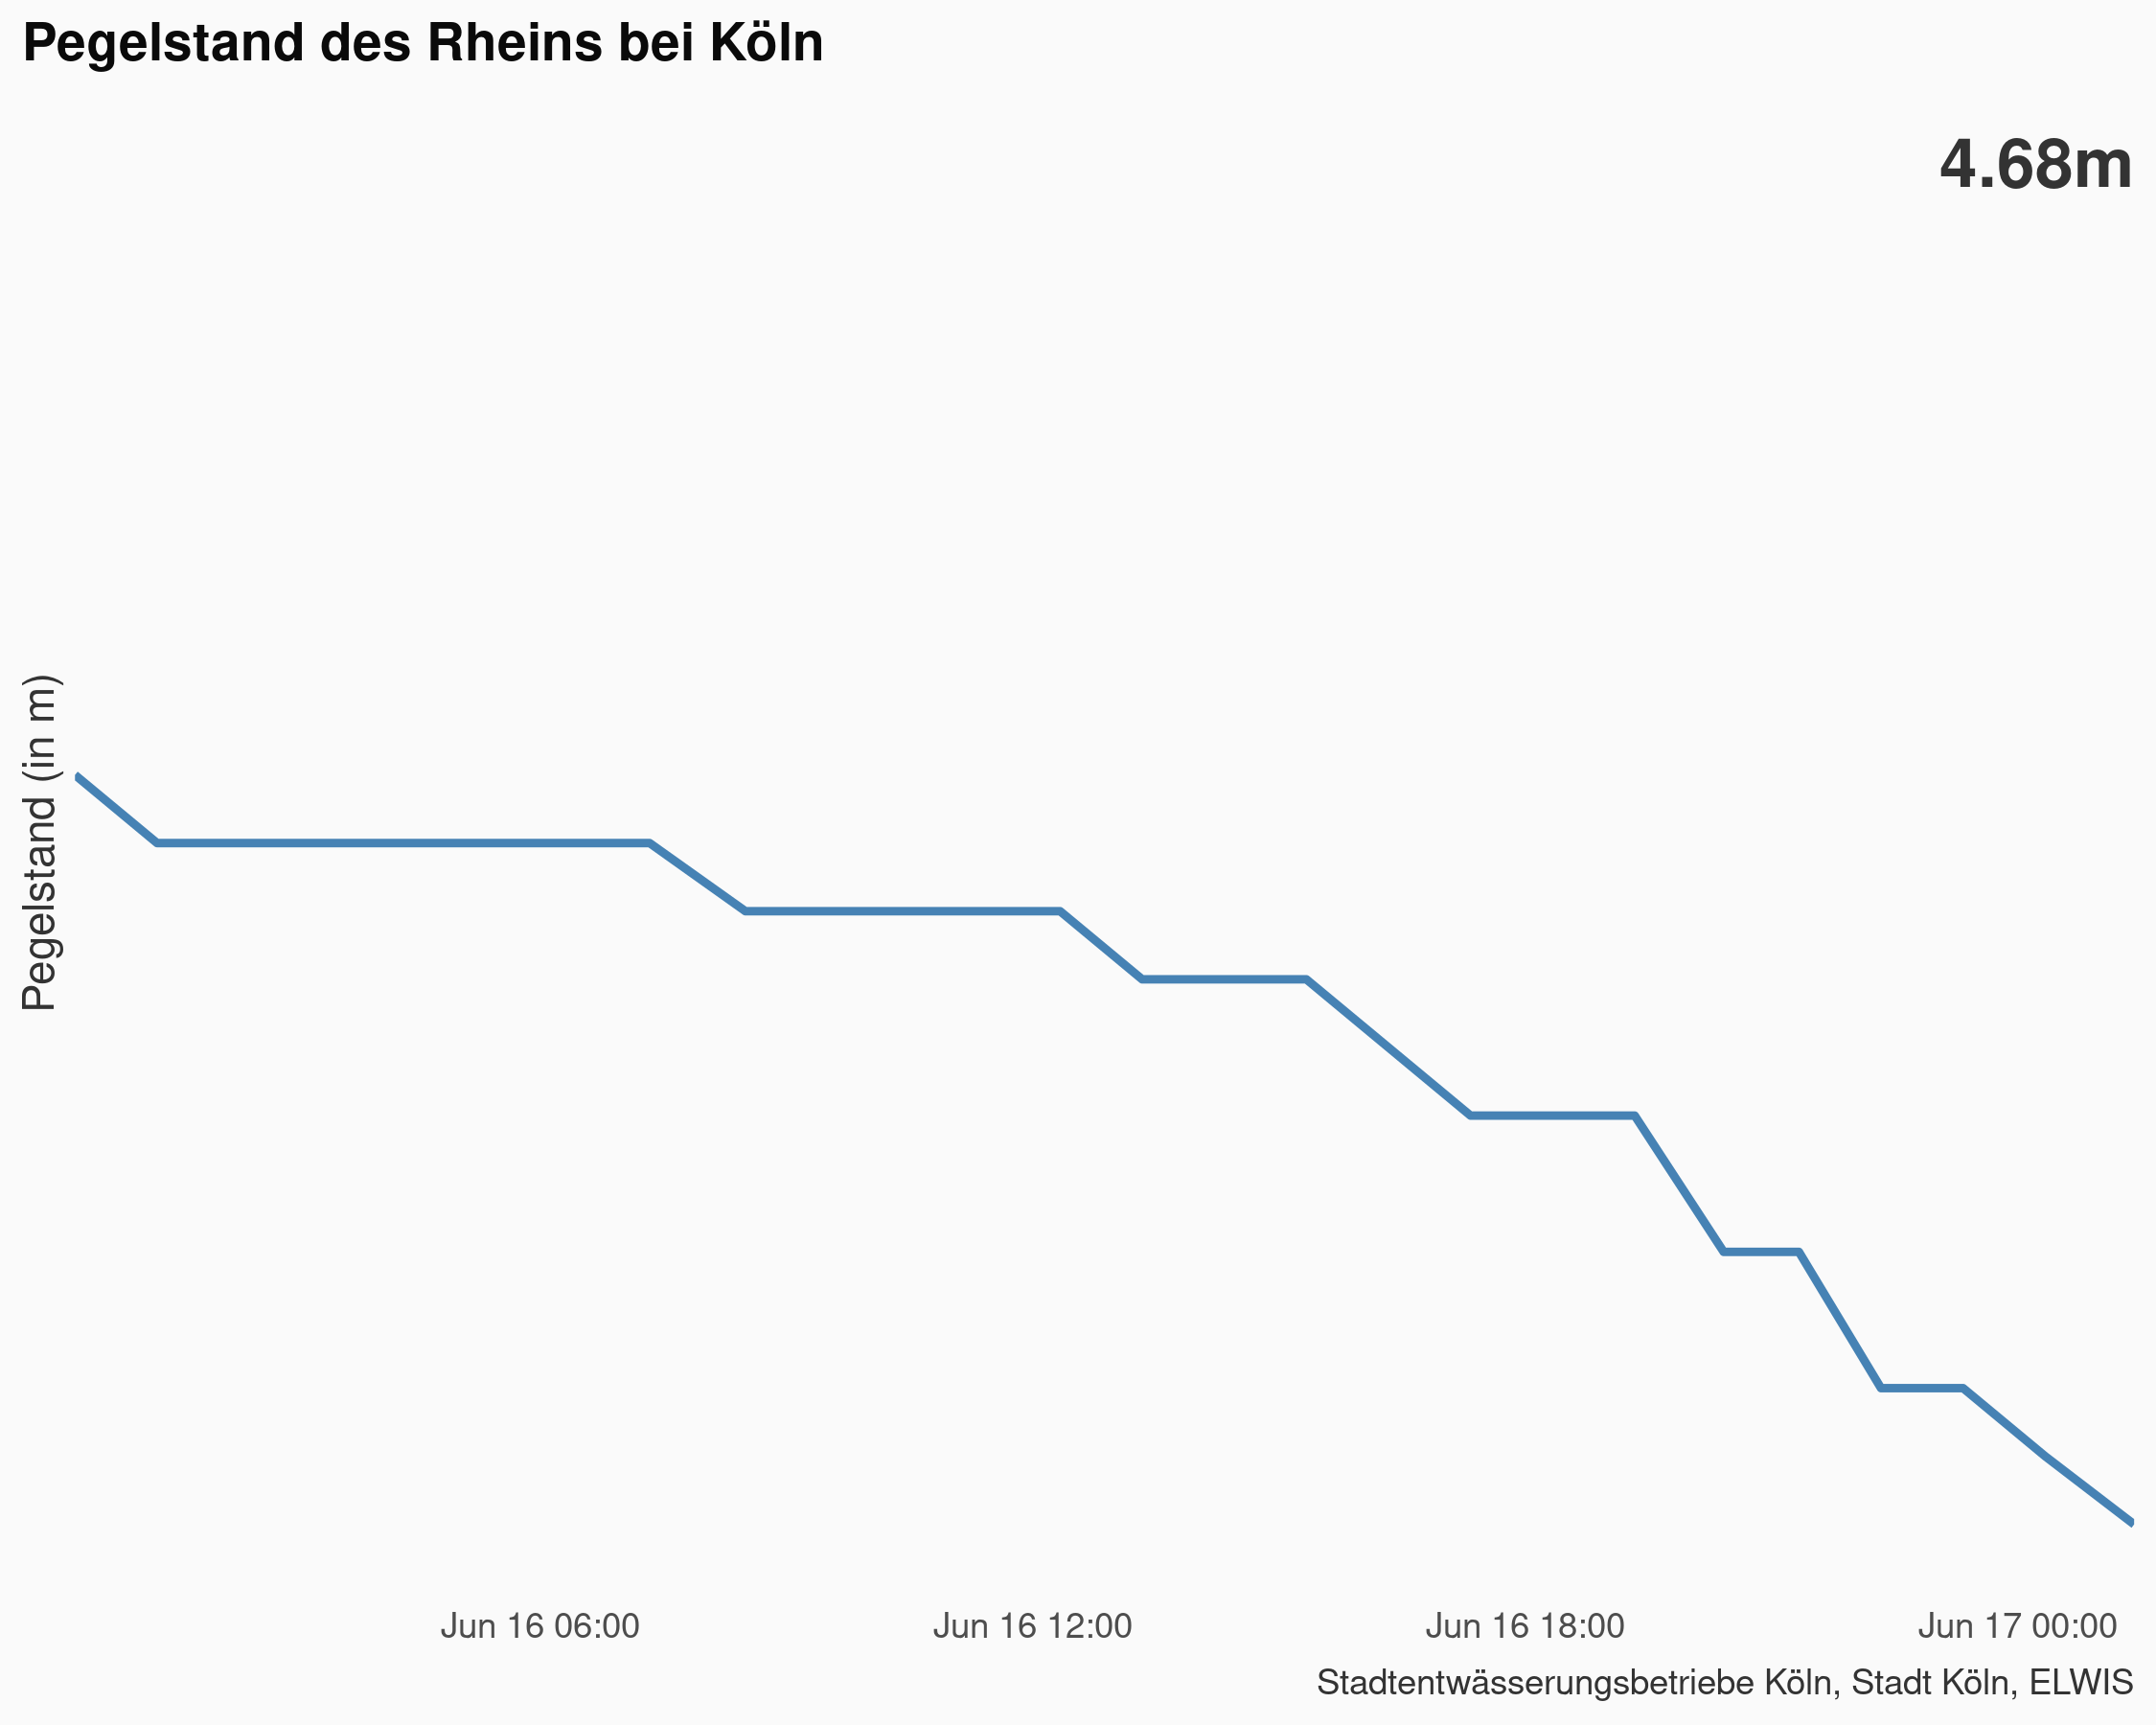 Pegelstand des Rheins bei Köln
4.68m
Pegelstand (in m)
Jun 16 06:00
Jun 16 12:00
Jun 16 18:00
Jun 17 00:00
Stadtentwässerungsbetriebe Köln, Stadt Köln, ELWIS